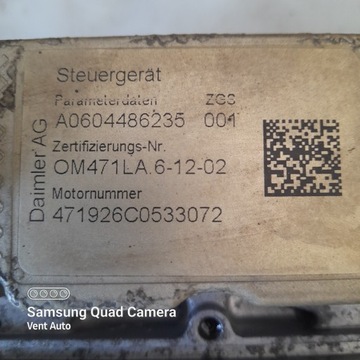 Steuergerät
Parameterdaten ZGS
A0604486235 001
Zertifizierungs-Nr.
OM471LA.6-12-02
Motornummer
471926C0533072
Daimler AG
Samsung Quad Camera
Vent Auto